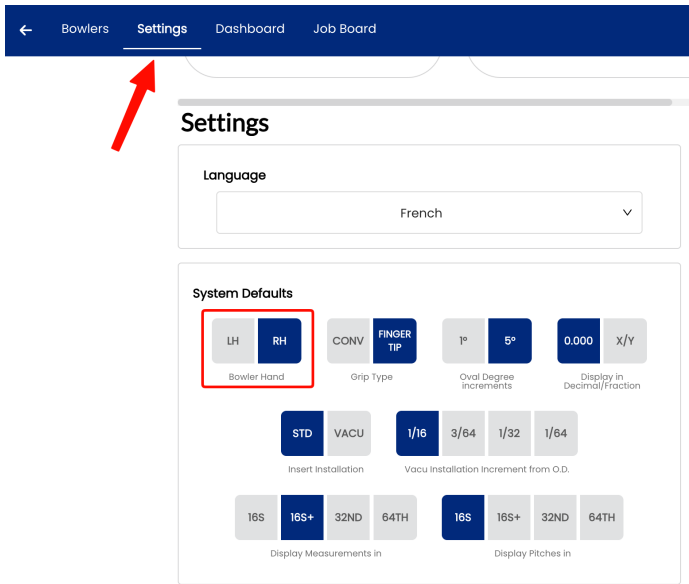 Bowlers Settings Dashboard Job Board
Settings
Language
French
System Defaults
LH RH CONV FINGER TIP 1° 5° 0.000 X/Y
Bowler Hand Grip Type Oval Degree increments Display in Decimal/Fraction
STD VACU 1/16 3/64 1/32 1/64
Insert Installation Vacu Installation Increment from O.D.
16S 16S+ 32ND 64TH 16S 16S+ 32ND 64TH
Display Measurements in Display Pitches in